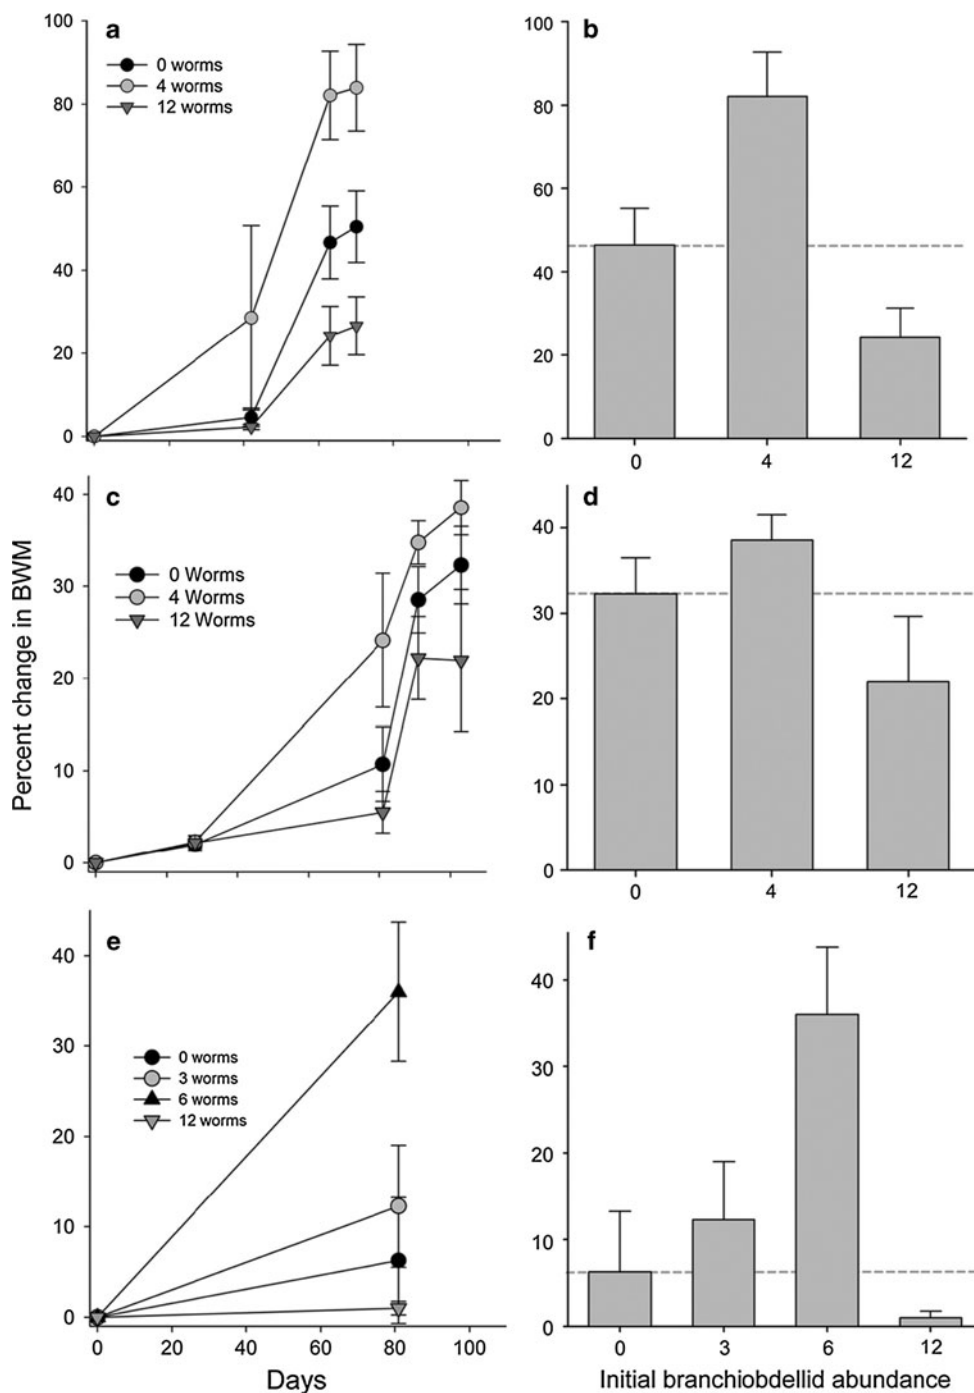 a
0 worms
4 worms
12 worms
100
80
60
40
20
0
b
100
80
60
40
20
0
0 4 12
c
0 Worms
4 Worms
12 Worms
40
30
20
10
0
d
40
30
20
10
0
0 4 12
Percent change in BWM
e
0 worms
3 worms
6 worms
12 worms
40
30
20
10
0
0 20 40 60 80 100
Days
f
40
30
20
10
0
0 3 6 12
Initial branchiobdellid abundance